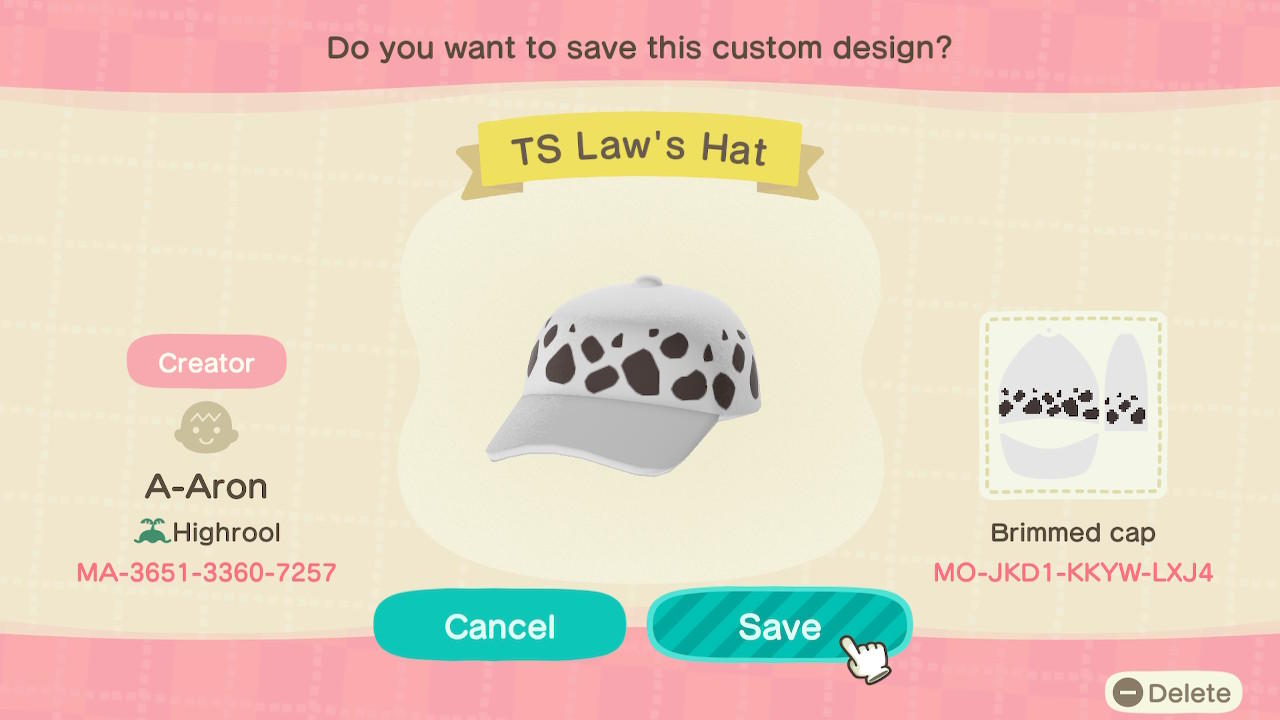 Do you want to save this custom design?
TS Law's Hat
Creator
A-Aron
Highrool
MA-3651-3360-7257
Brimmed cap
MO-JKD1-KKYW-LXJ4
Cancel
Save
Delete